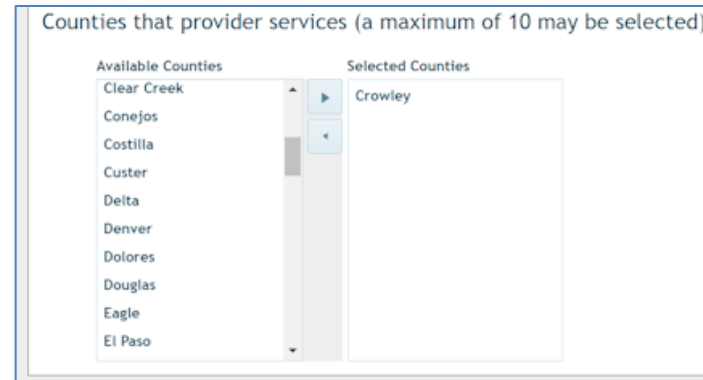 Counties that provider services (a maximum of 10 may be selected)
Available Counties
Selected Counties
Clear Creek
Conejos
Costilla
Custer
Delta
Denver
Dolores
Douglas
Eagle
El Paso
Crowley